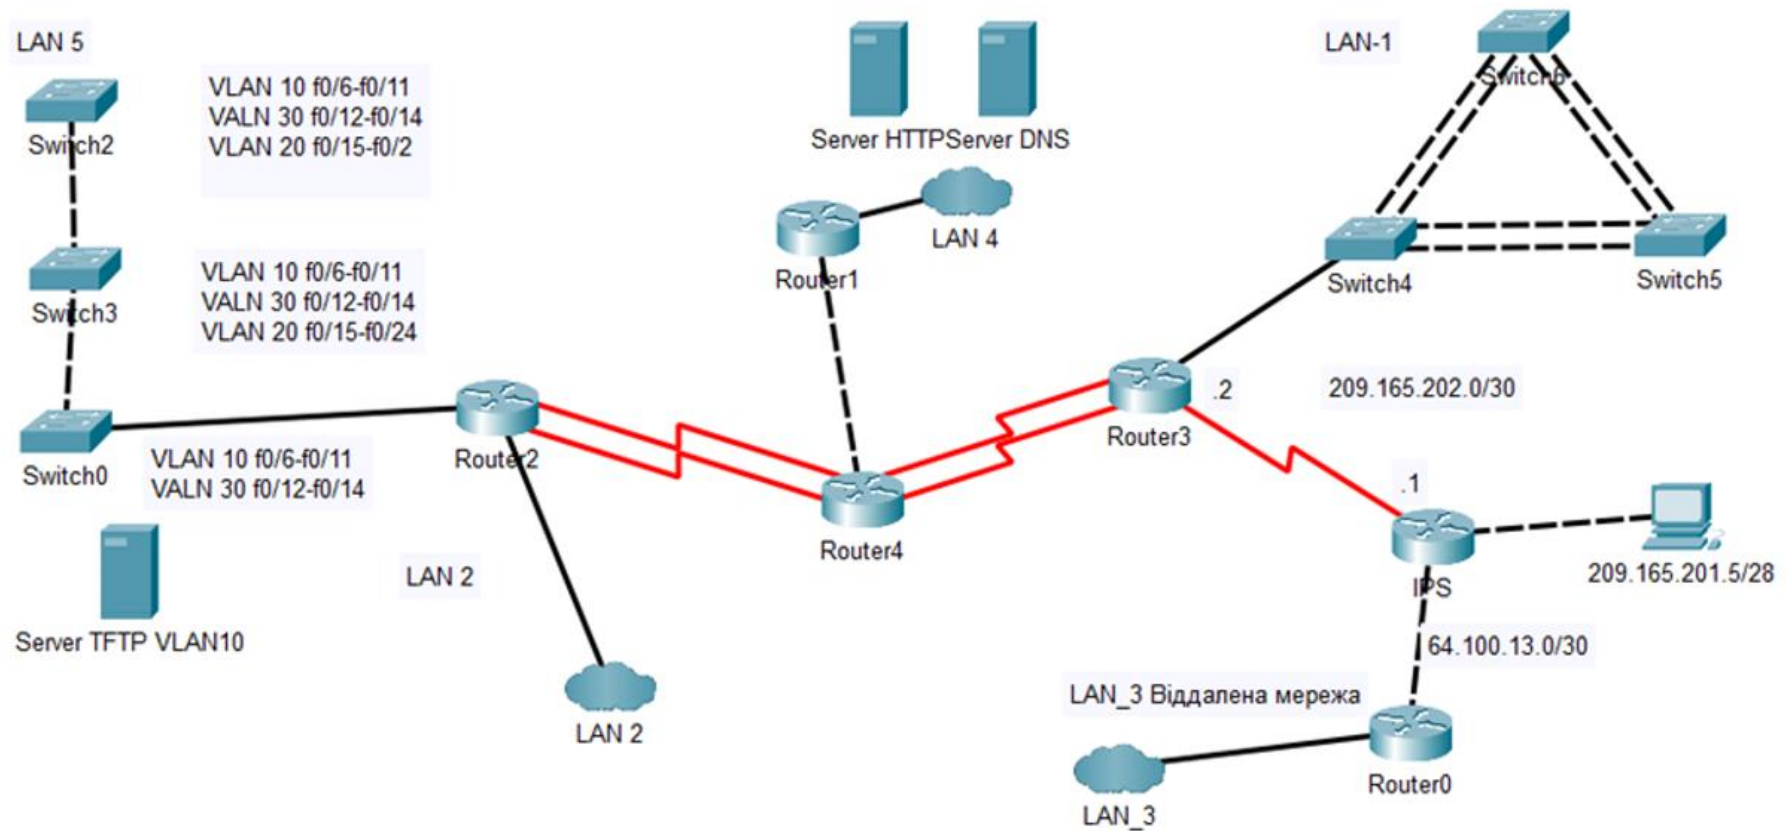 LAN 5
Switch2
VLAN 10 f0/6-f0/11
VALN 30 f0/12-f0/14
VLAN 20 f0/15-f0/2
Switch3
VLAN 10 f0/6-f0/11
VALN 30 f0/12-f0/14
VLAN 20 f0/15-f0/24
Switch0
VLAN 10 f0/6-f0/11
VALN 30 f0/12-f0/14
Server TFTP VLAN10
Router2
LAN 2
LAN 2
Server HTTP
Server DNS
LAN 4
Router1
Router4
LAN-1
Switch6
Switch4
Switch5
Router3
.2
209.165.202.0/30
.1
IPS
209.165.201.5/28
64.100.13.0/30
LAN_3 Віддалена мережа
Router0
LAN_3